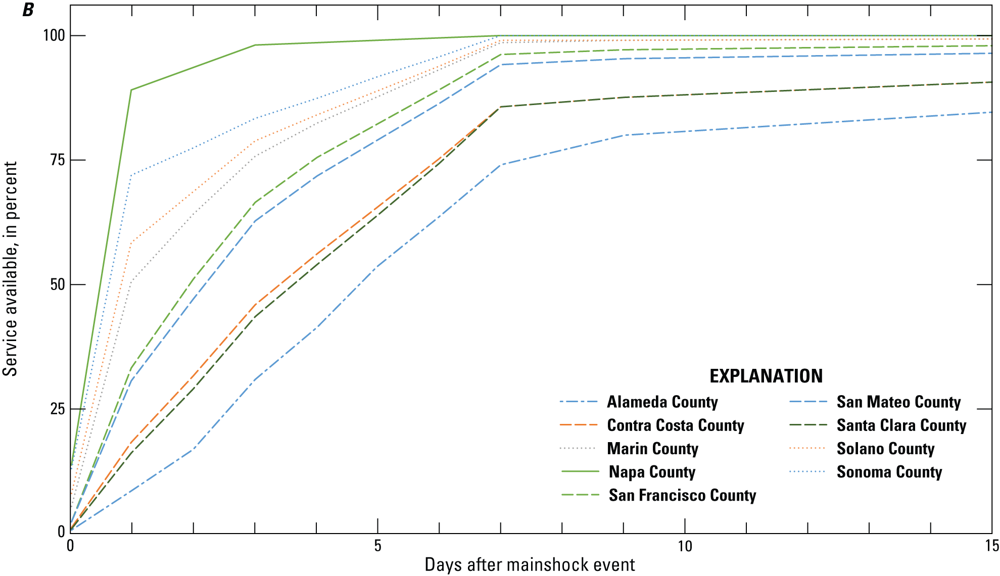 B
100
75
50
25
0
Service available, in percent
0
5
10
15
Days after mainshock event
EXPLANATION
Alameda County
Contra Costa County
Marin County
Napa County
San Francisco County
San Mateo County
Santa Clara County
Solano County
Sonoma County